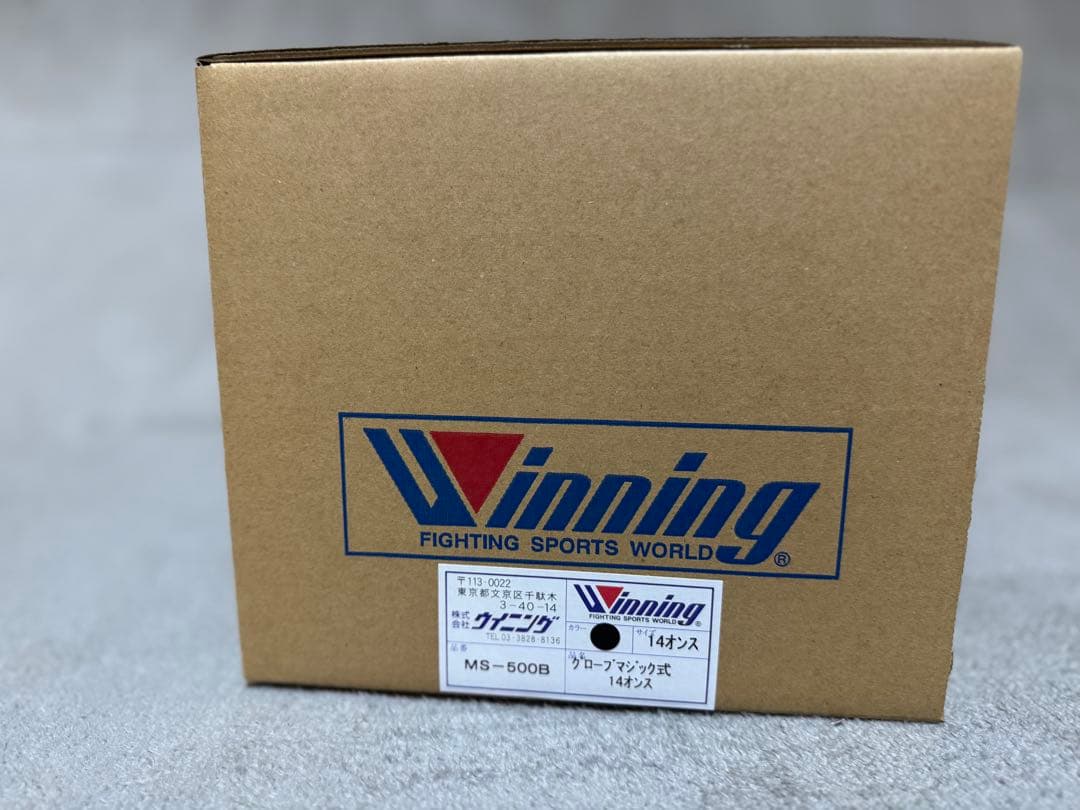 Winning
FIGHTING SPORTS WORLD®
〒113-0022
東京都文京区千駄木
3-40-14
株式会社 ウイニング
TEL 03-3828-8136
Winning
FIGHTING SPORTS WORLD®
カラー
サイズ 14オンス
品番
MS-500B
品名
グローブマジック式
14オンス